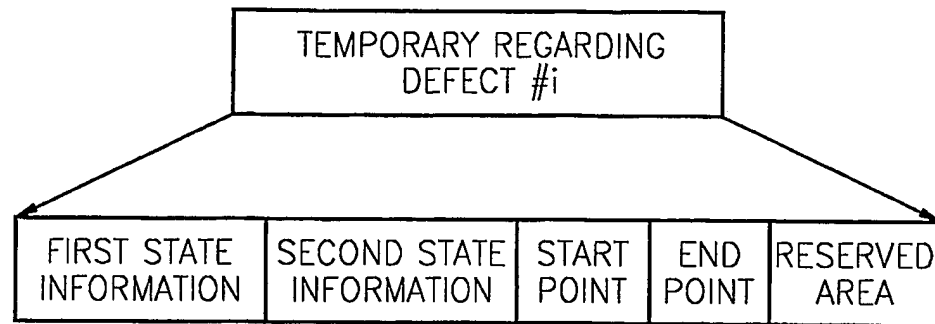 TEMPORARY REGARDING
DEFECT #i
FIRST STATE
INFORMATION
SECOND STATE
INFORMATION
START
POINT
END
POINT
RESERVED
AREA